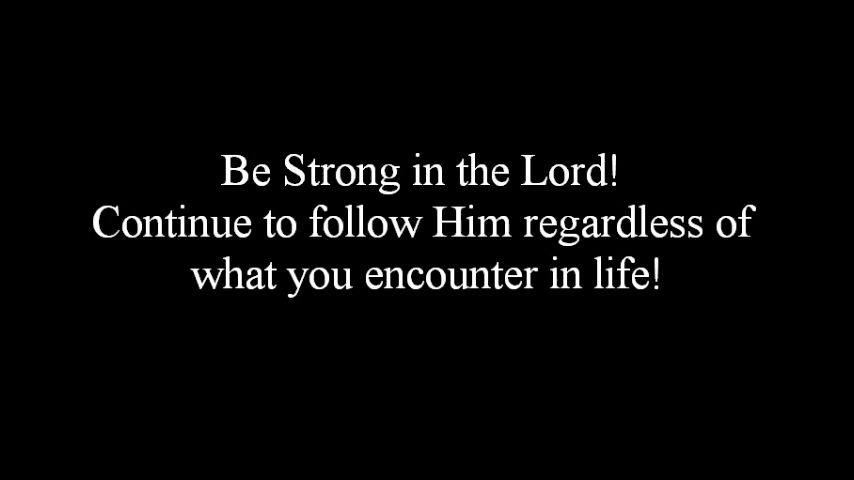 Be Strong in the Lord!
Continue to follow Him regardless of
what you encounter in life!